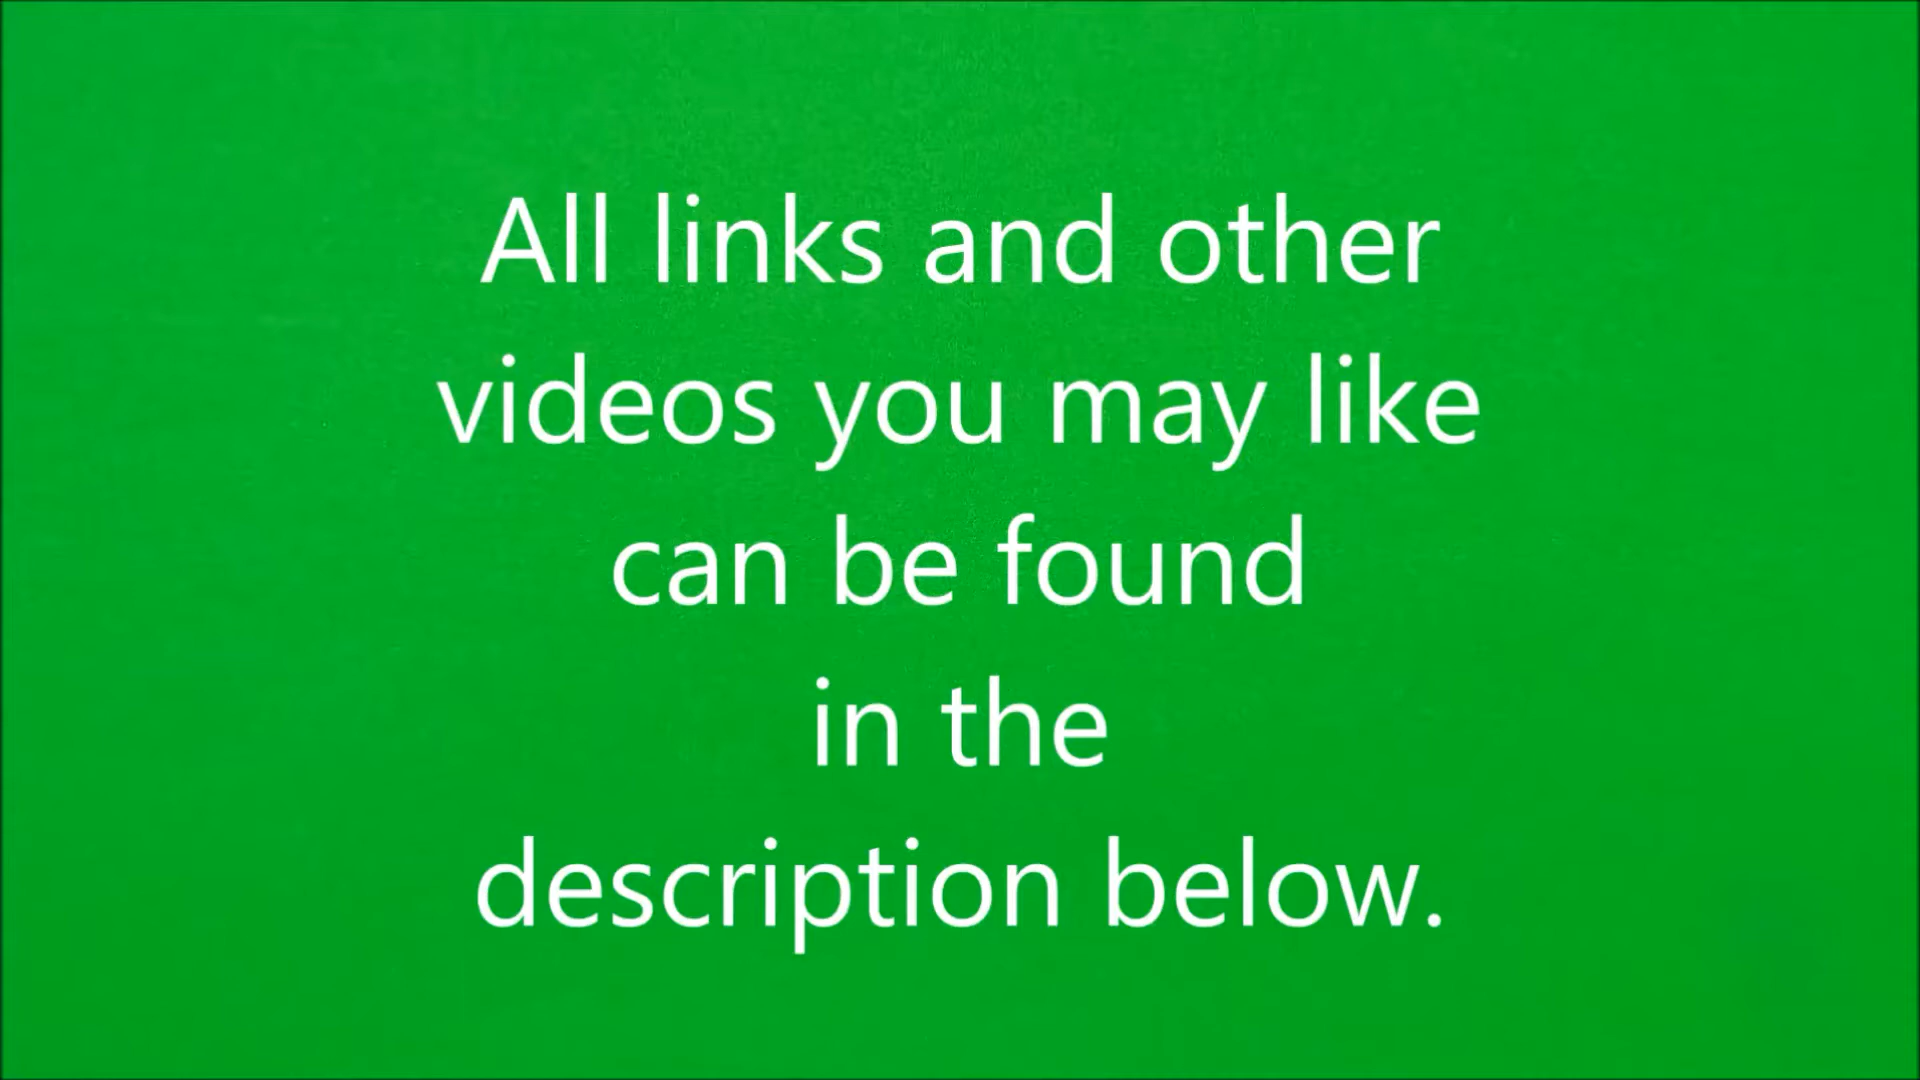 All links and other
videos you may like
can be found
in the
description below.